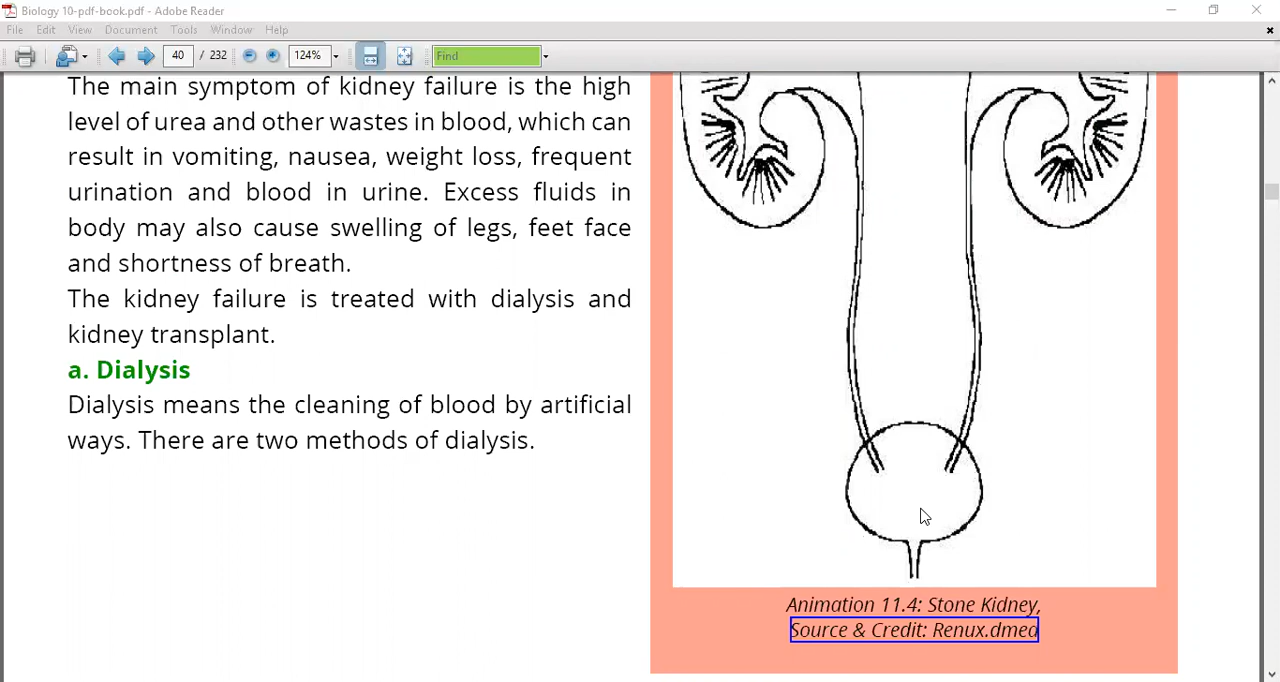 Biology 10-pdf-book.pdf - Adobe Reader
File Edit View Document Tools Window Help
40 / 232 124% Find
The main symptom of kidney failure is the high
level of urea and other wastes in blood, which can
result in vomiting, nausea, weight loss, frequent
urination and blood in urine. Excess fluids in
body may also cause swelling of legs, feet face
and shortness of breath.
The kidney failure is treated with dialysis and
kidney transplant.
a. Dialysis
Dialysis means the cleaning of blood by artificial
ways. There are two methods of dialysis.
Animation 11.4: Stone Kidney,
Source & Credit: Renux.dmed